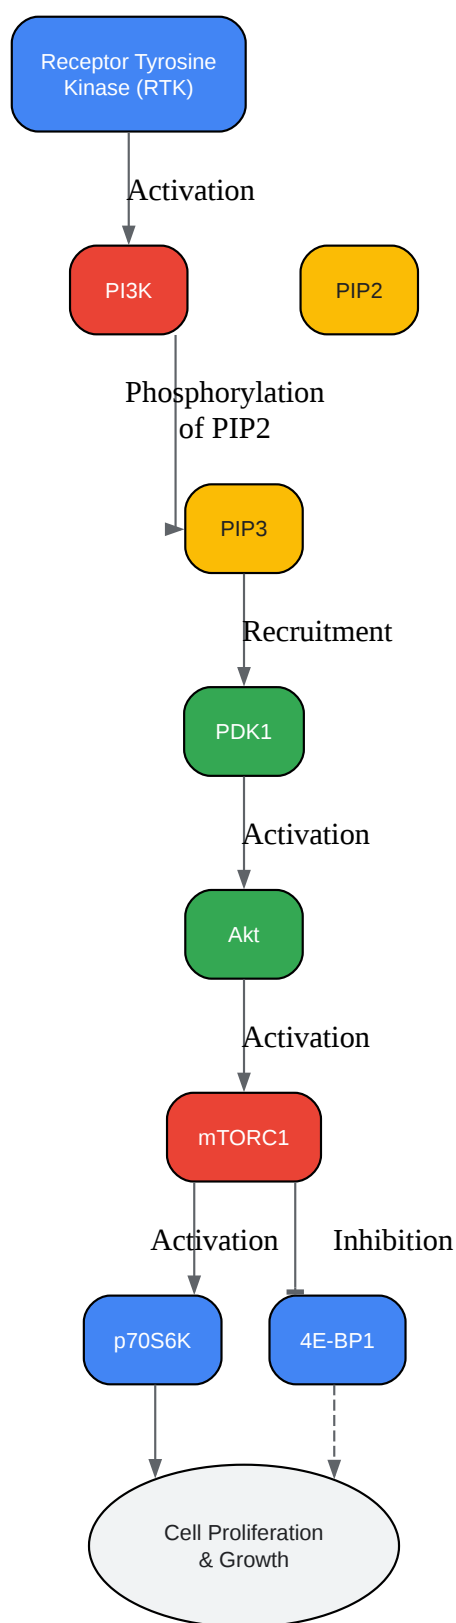 Receptor Tyrosine
Kinase (RTK)
Activation
PI3K
PIP2
Phosphorylation
of PIP2
PIP3
Recruitment
PDK1
Activation
Akt
Activation
mTORC1
Activation
Inhibition
p70S6K
4E-BP1
Cell Proliferation
& Growth